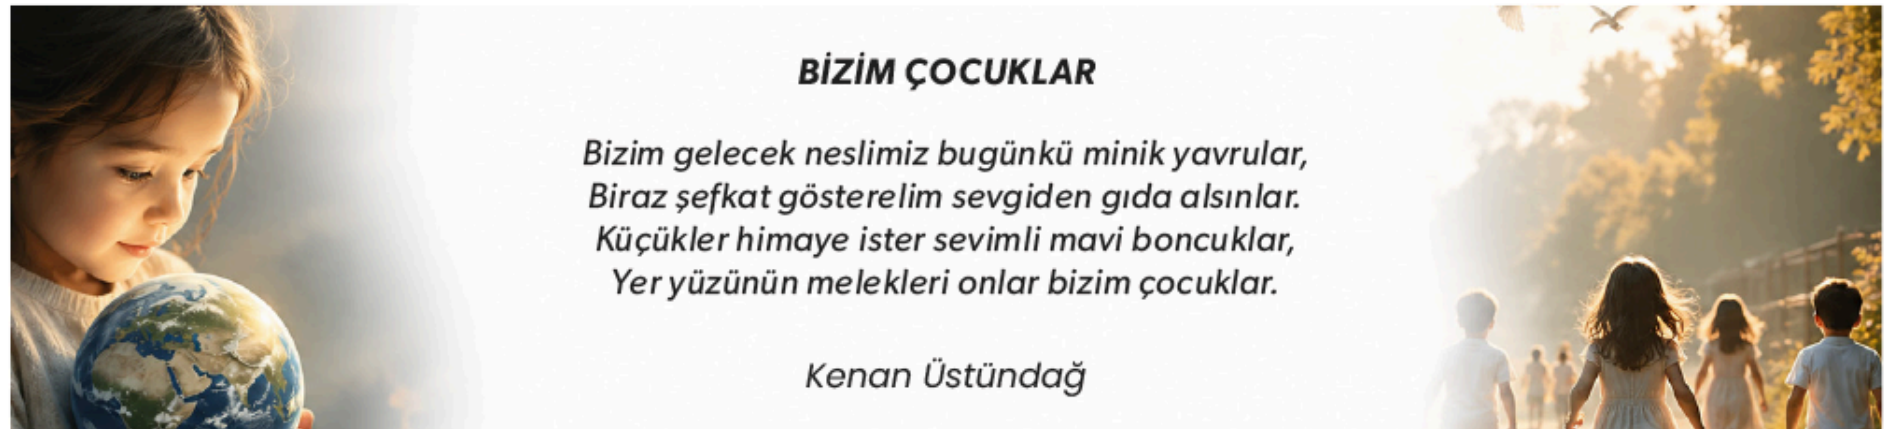 BİZİM ÇOCUKLAR
Bizim gelecek neslimiz bugünkü minik yavrular,
Biraz şefkat gösterelim sevgiden gıda alsınlar.
Küçükler himaye ister sevimli mavi boncuklar,
Yer yüzünün melekleri onlar bizim çocuklar.
Kenan Üstündağ